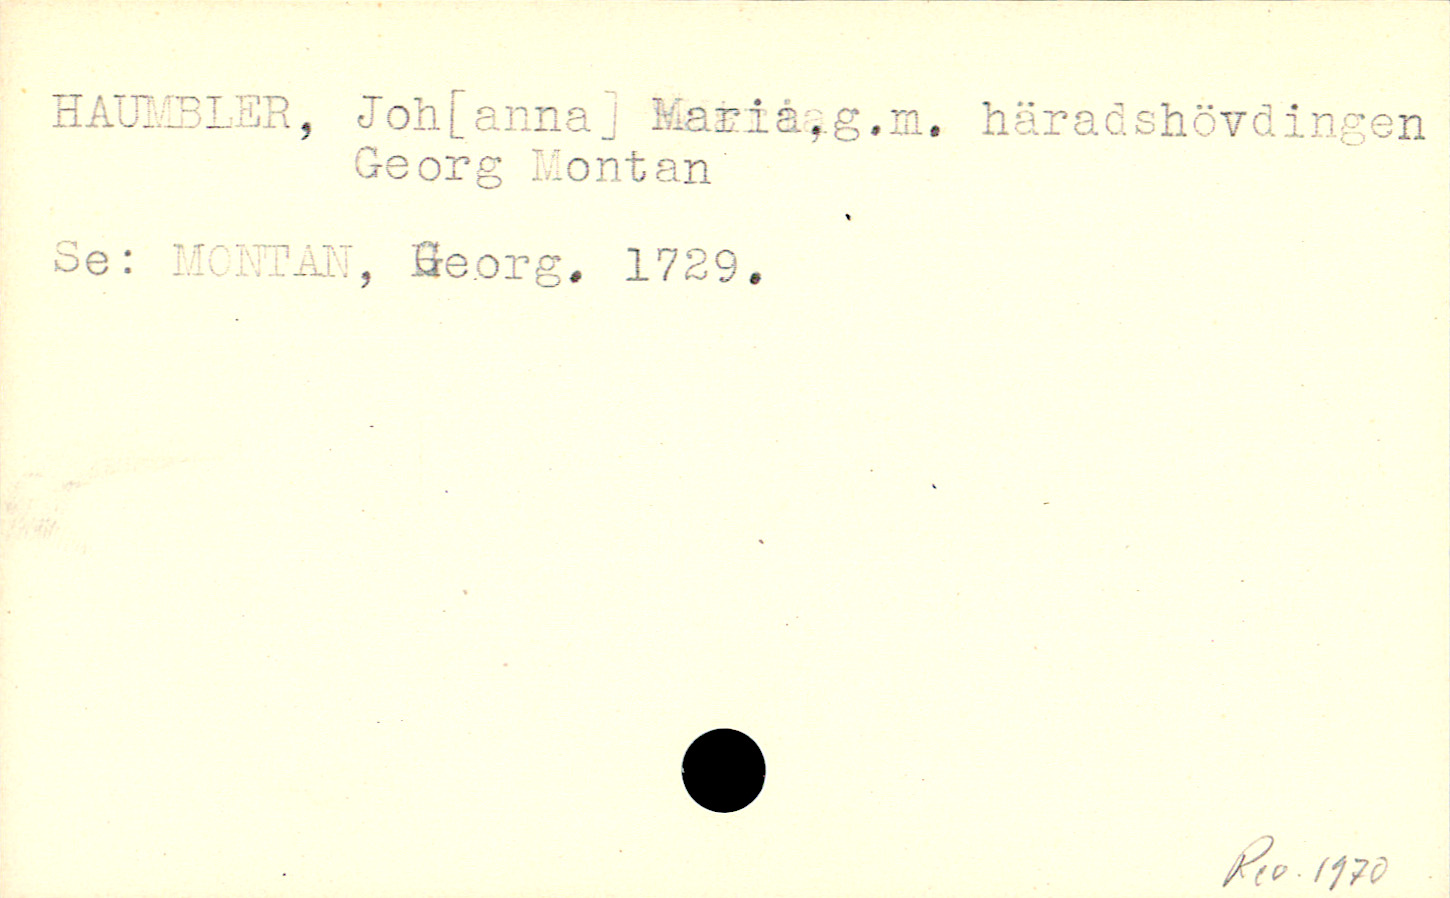 HAUMBLER, Joh[anna] Maria, g.m. häradshövdingen
Georg Montan
Se: MONTAN, Georg. 1729.
Rev. 1970